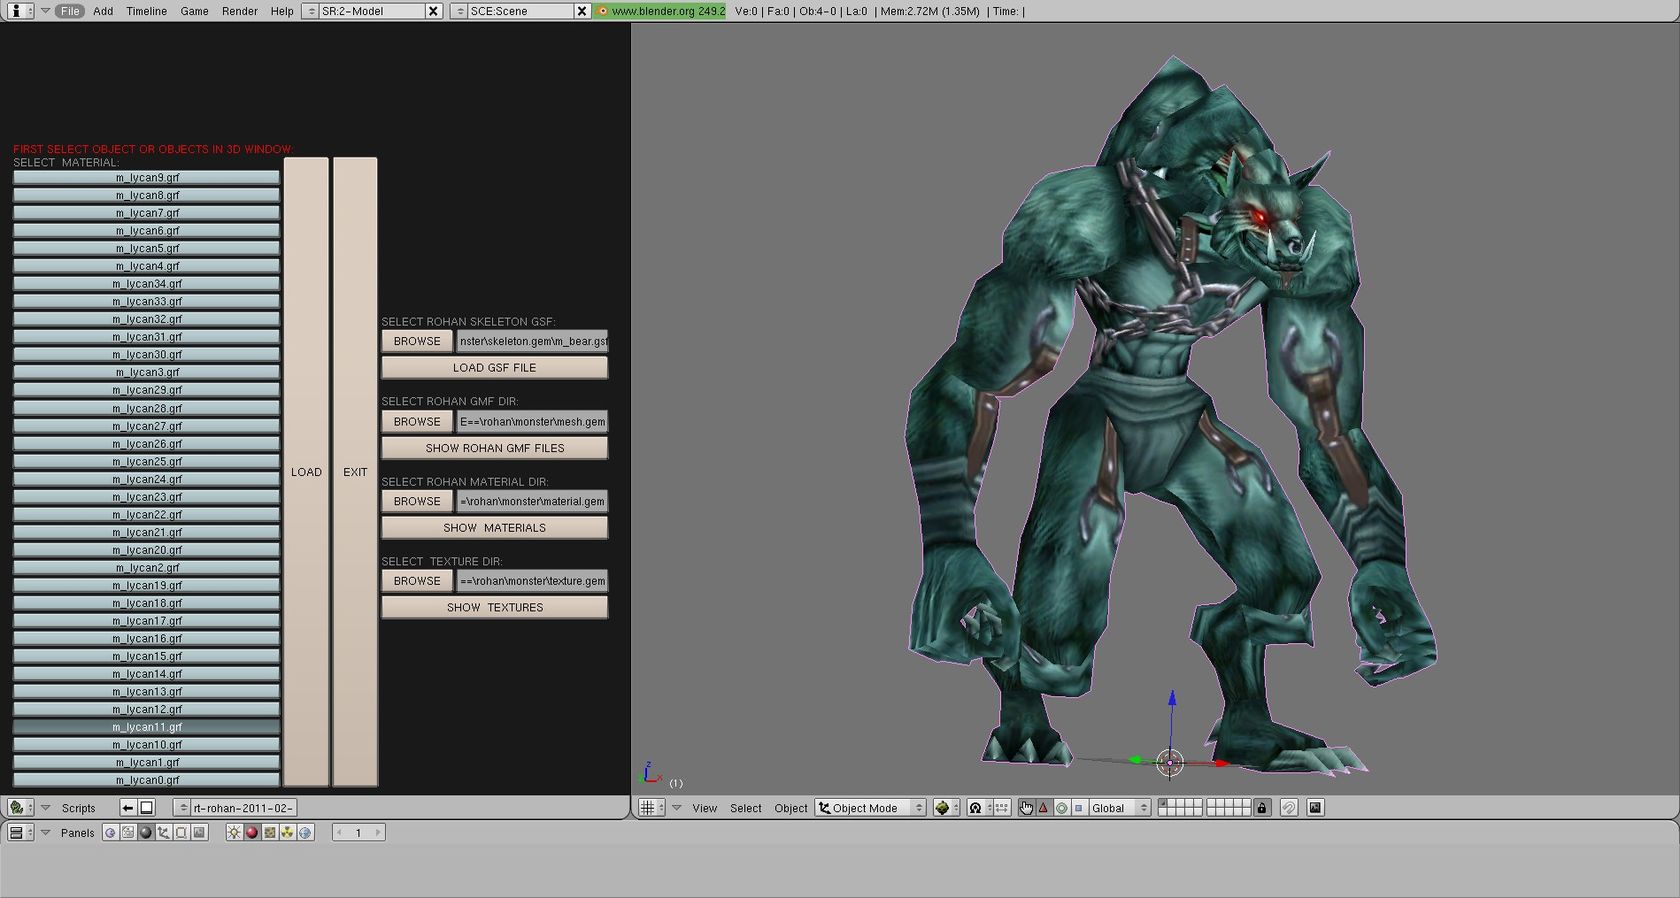 File Add Timeline Game Render Help SR:2-Model SCE:Scene www.blender.org 249.2 Ve:0 | Fa:0 | Ob:4-0 | La:0 | Mem:2.72M (1.35M) | Time: |
FIRST SELECT OBJECT OR OBJECTS IN 3D WINDOW:
SELECT MATERIAL:
m_lycan9.grf
m_lycan8.grf
m_lycan7.grf
m_lycan6.grf
m_lycan5.grf
m_lycan4.grf
m_lycan34.grf
m_lycan33.grf
m_lycan32.grf
m_lycan31.grf
m_lycan30.grf
m_lycan3.grf
m_lycan29.grf
m_lycan28.grf
m_lycan27.grf
m_lycan26.grf
m_lycan25.grf
m_lycan24.grf
m_lycan23.grf
m_lycan22.grf
m_lycan21.grf
m_lycan20.grf
m_lycan2.grf
m_lycan19.grf
m_lycan18.grf
m_lycan17.grf
m_lycan16.grf
m_lycan15.grf
m_lycan14.grf
m_lycan13.grf
m_lycan12.grf
m_lycan11.grf
m_lycan10.grf
m_lycan1.grf
m_lycan0.grf
LOAD EXIT
SELECT ROHAN SKELETON GSF:
BROWSE nster\skeleton.gem\m_bear.gsf
LOAD GSF FILE
SELECT ROHAN GMF DIR:
BROWSE E==\rohan\monster\mesh.gem
SHOW ROHAN GMF FILES
SELECT ROHAN MATERIAL DIR:
BROWSE =\rohan\monster\material.gem
SHOW MATERIALS
SELECT TEXTURE DIR:
BROWSE ==\rohan\monster\texture.gem
SHOW TEXTURES
z
x
(1)
Scripts rt-rohan-2011-02-
View Select Object Object Mode Global
Panels 1